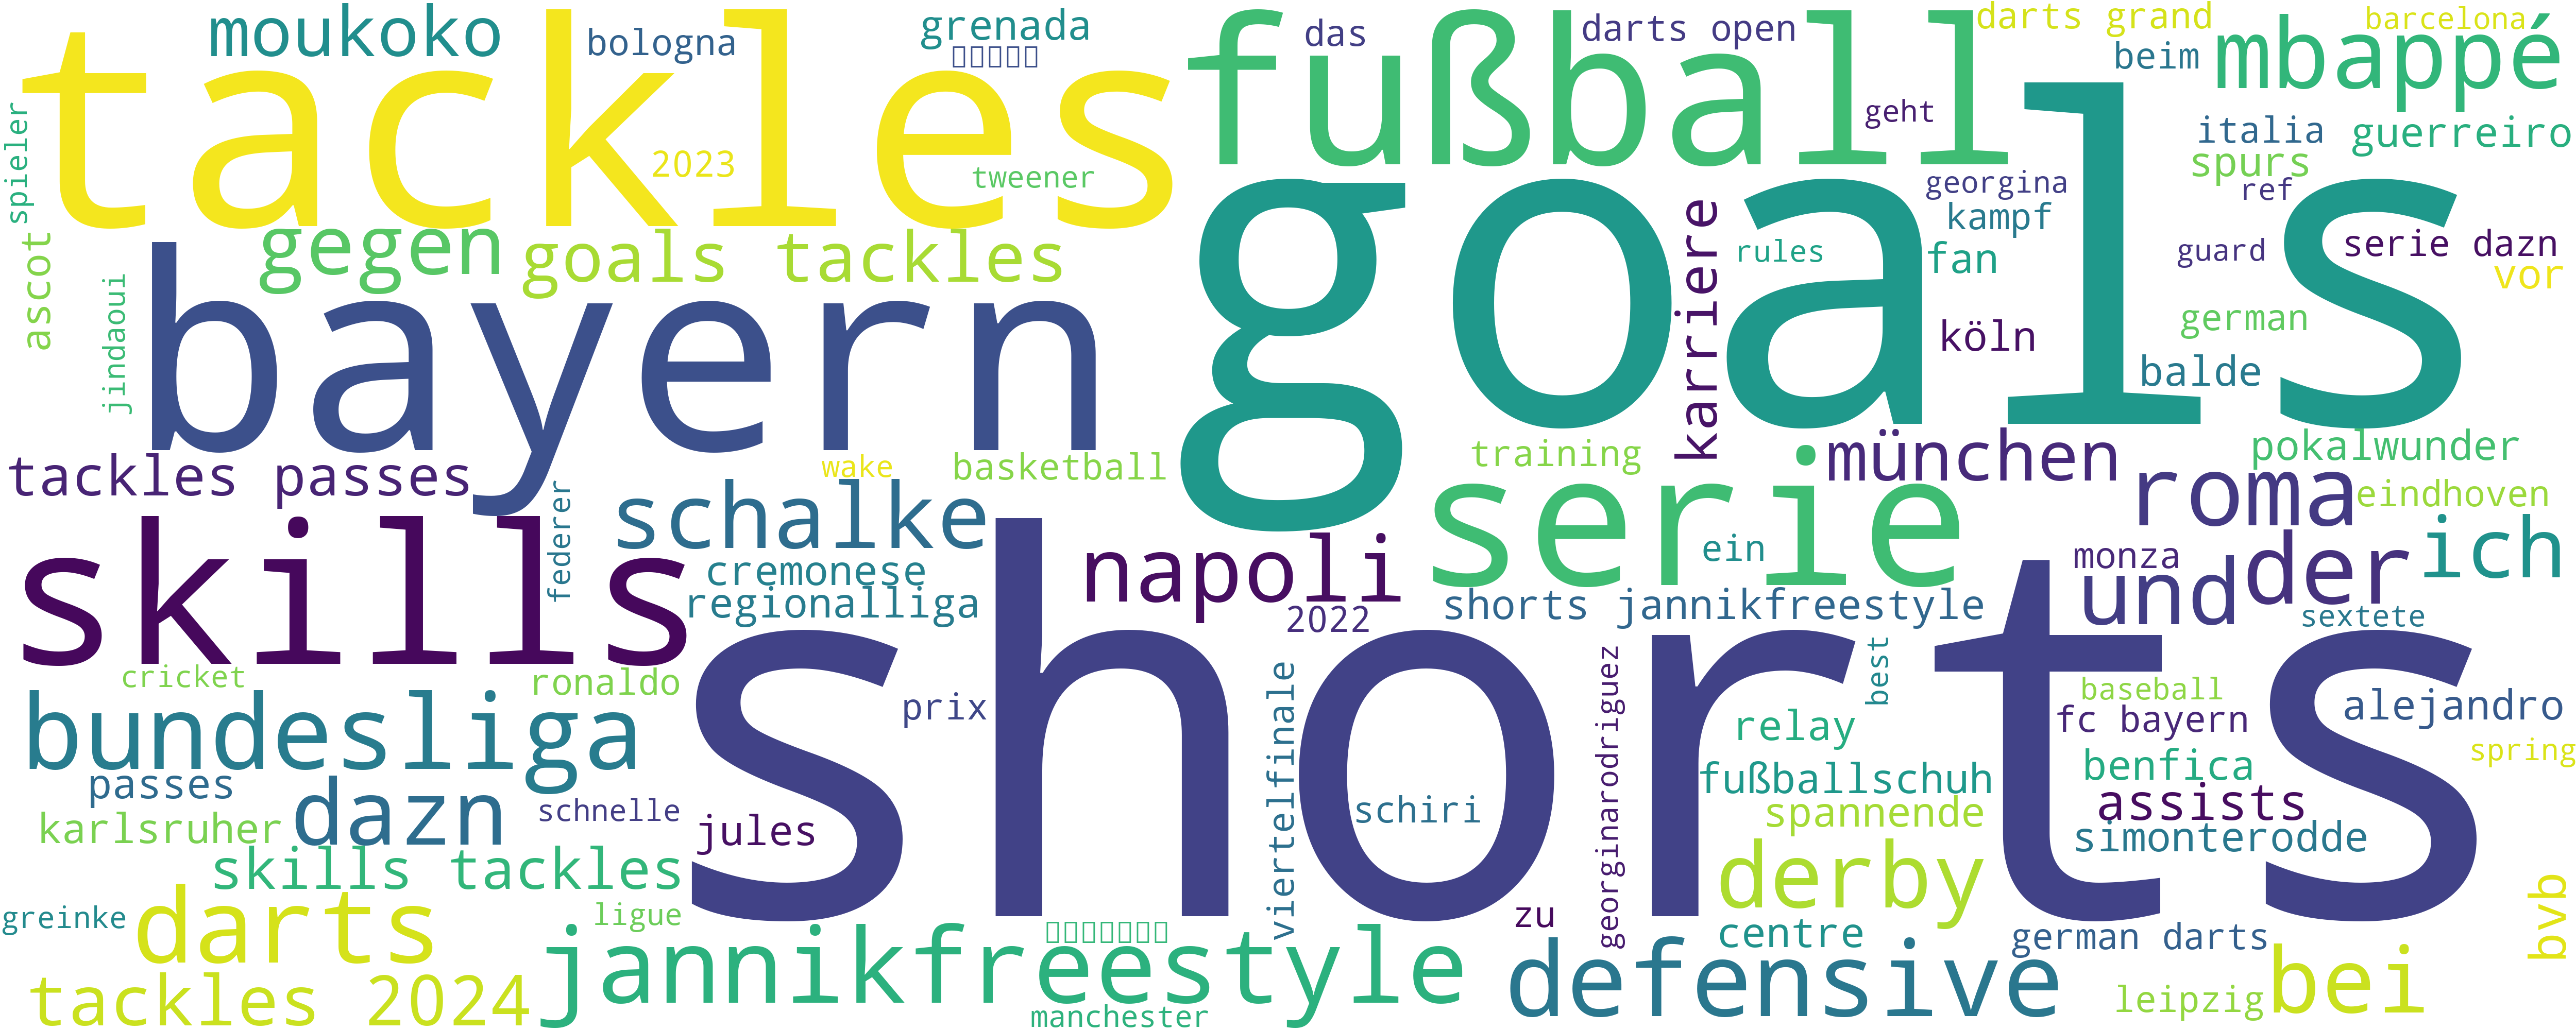 tackles
moukoko
bologna
grenada
fußball
das
darts open
darts grand
barcelona
beim
mbappé
geht
spieler
2023
tweener
italia
guerreiro
spurs
georgina
ref
kampf
goals
ascot
gegen
goals tackles
karriere
rules
fan
guard
serie dazn
vor
jindaoui
bayern
köln
german
balde
tackles passes
wake
basketball
training
serie
münchen
pokalwunder
roma
eindhoven
skills
federer
schalke
napoli
ein
monza
und
der
ich
cremonese
regionalliga
2022
shorts jannikfreestyle
sextete
cricket
ronaldo
shorts
prix
viertelfinale
georginarodriguez
best
baseball
alejandro
bundesliga
relay
fc bayern
spring
passes
dazn
schnelle
fußballschuh
benfica
karlsruher
jules
schiri
spannende
assists
simonterodde
skills tackles
derby
darts
greinke
ligue
zu
centre
german darts
bvb
jannikfreestyle
defensive
bei
tackles 2024
manchester
leipzig